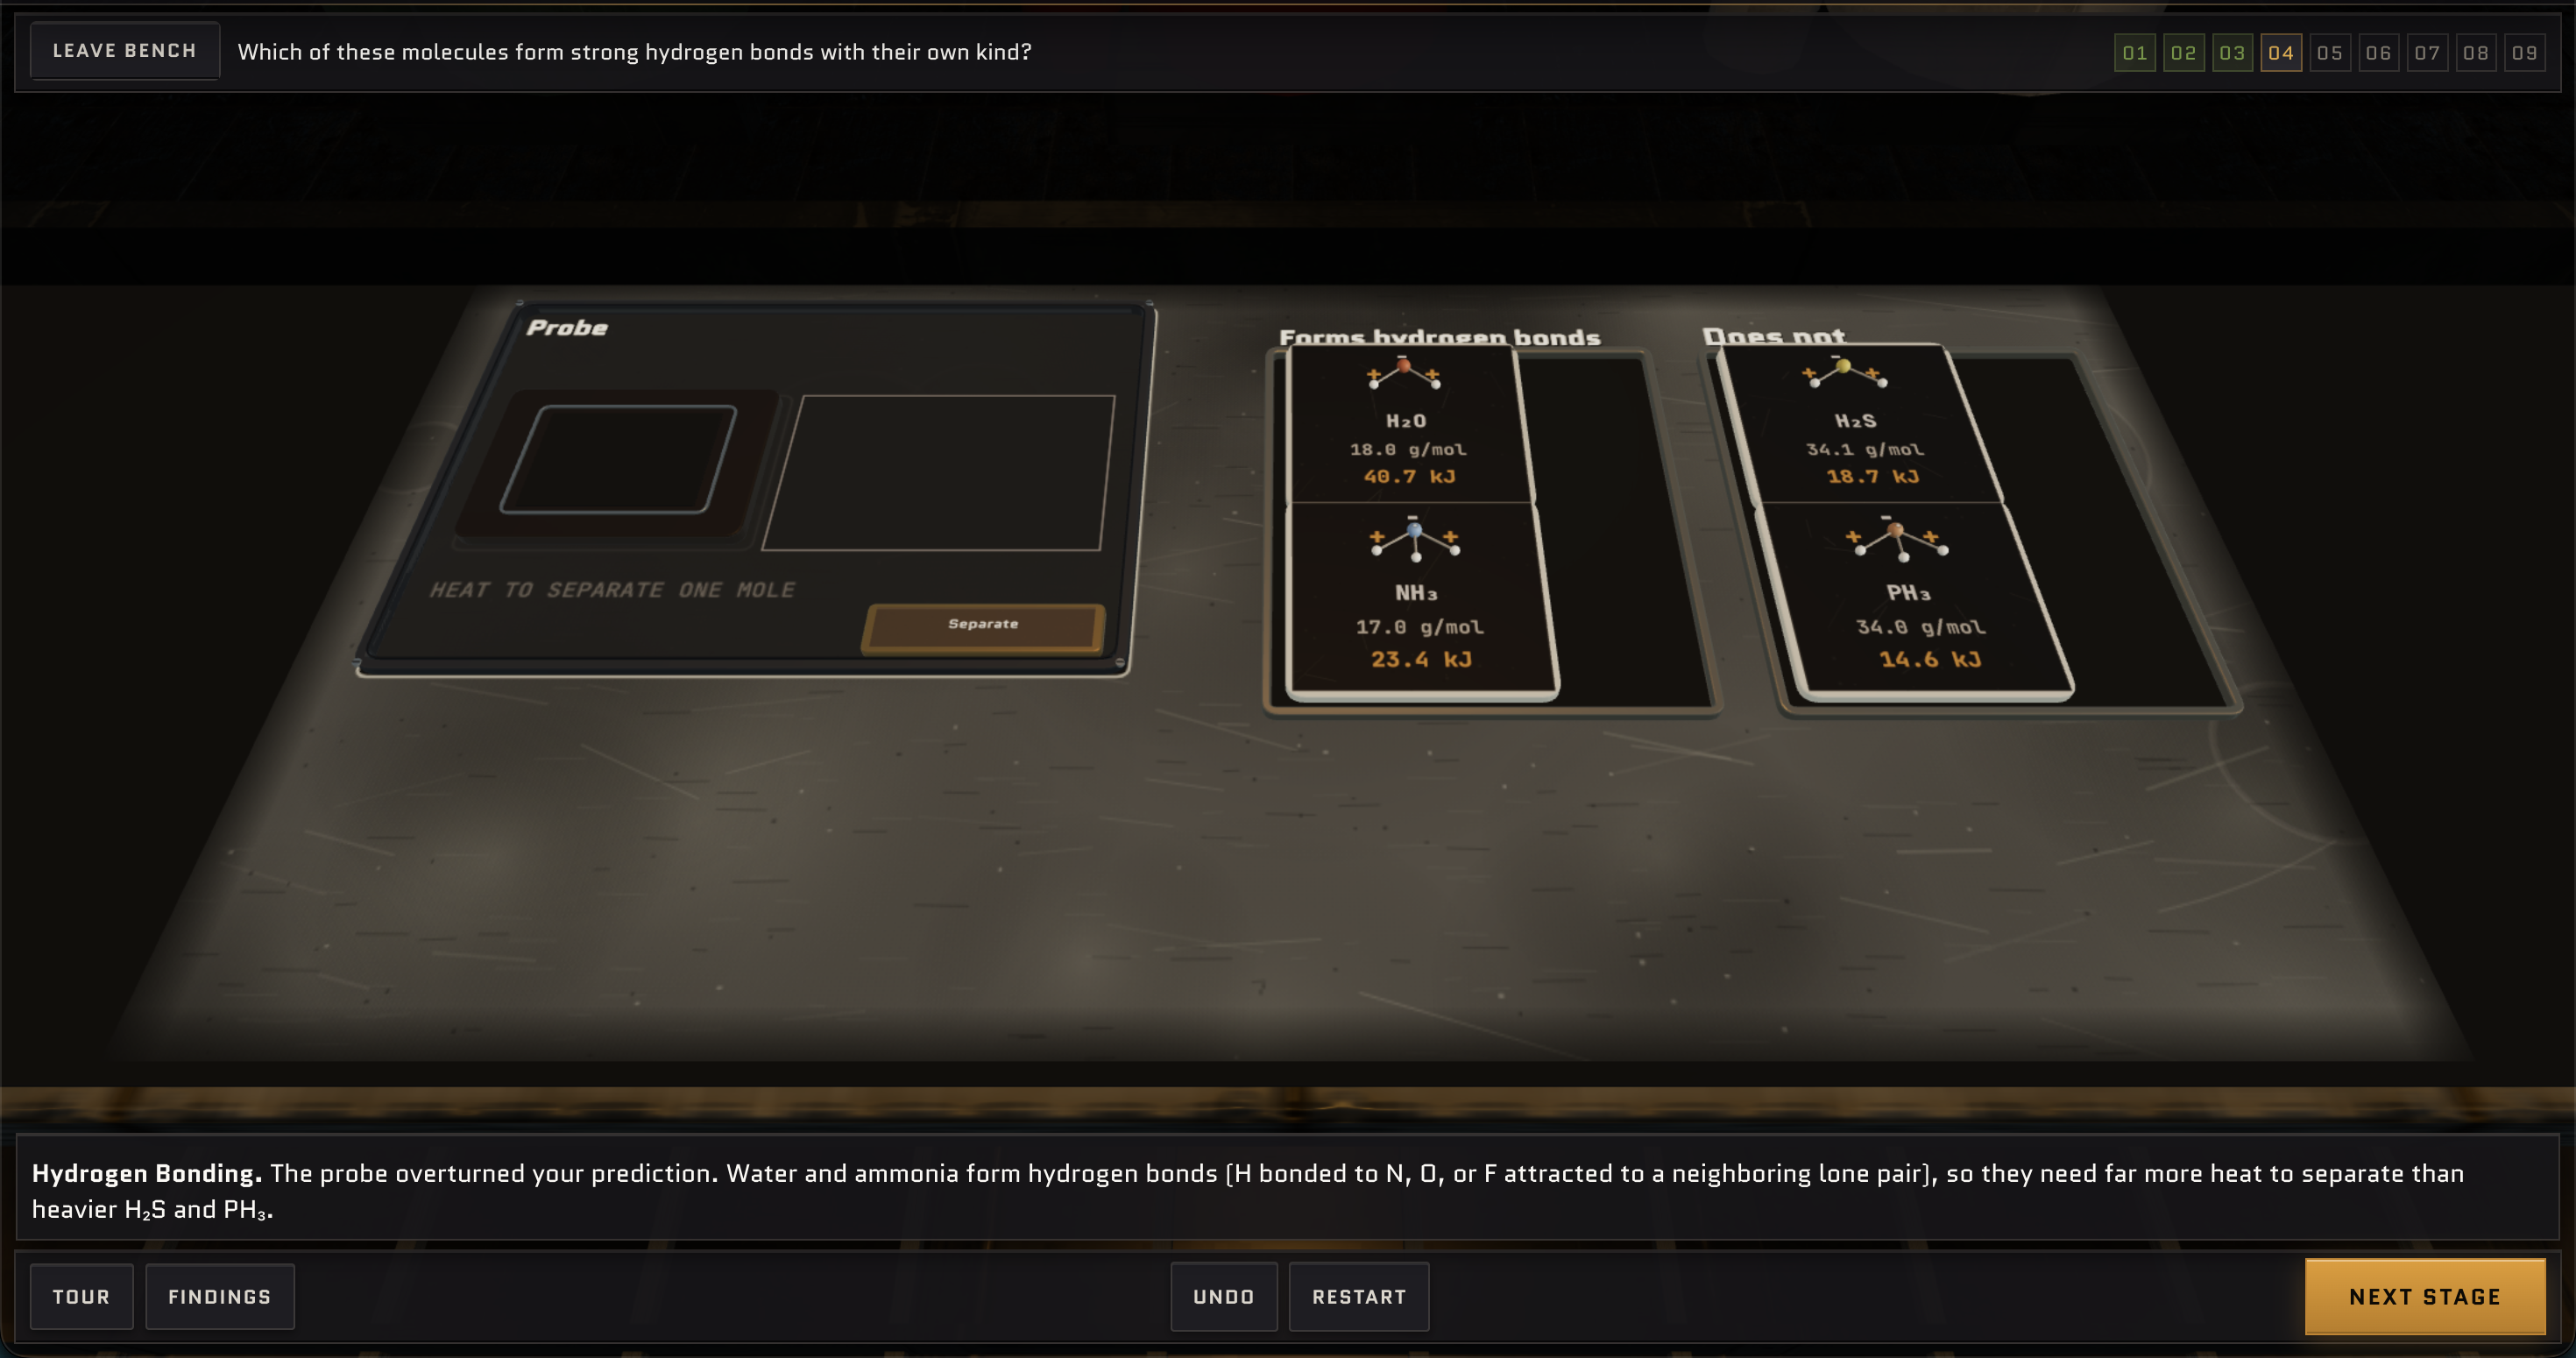 LEAVE BENCH
Which of these molecules form strong hydrogen bonds with their own kind?
01 02 03 04 05 06 07 08 09
Probe
HEAT TO SEPARATE ONE MOLE
Separate
Forms hydrogen bonds
H₂O
18.0 g/mol
40.7 kJ
NH₃
17.0 g/mol
23.4 kJ
Does not
H₂S
34.1 g/mol
18.7 kJ
PH₃
34.0 g/mol
14.6 kJ
Hydrogen Bonding. The probe overturned your prediction. Water and ammonia form hydrogen bonds (H bonded to N, O, or F attracted to a neighboring lone pair), so they need far more heat to separate than
heavier H₂S and PH₃.
TOUR
FINDINGS
UNDO
RESTART
NEXT STAGE